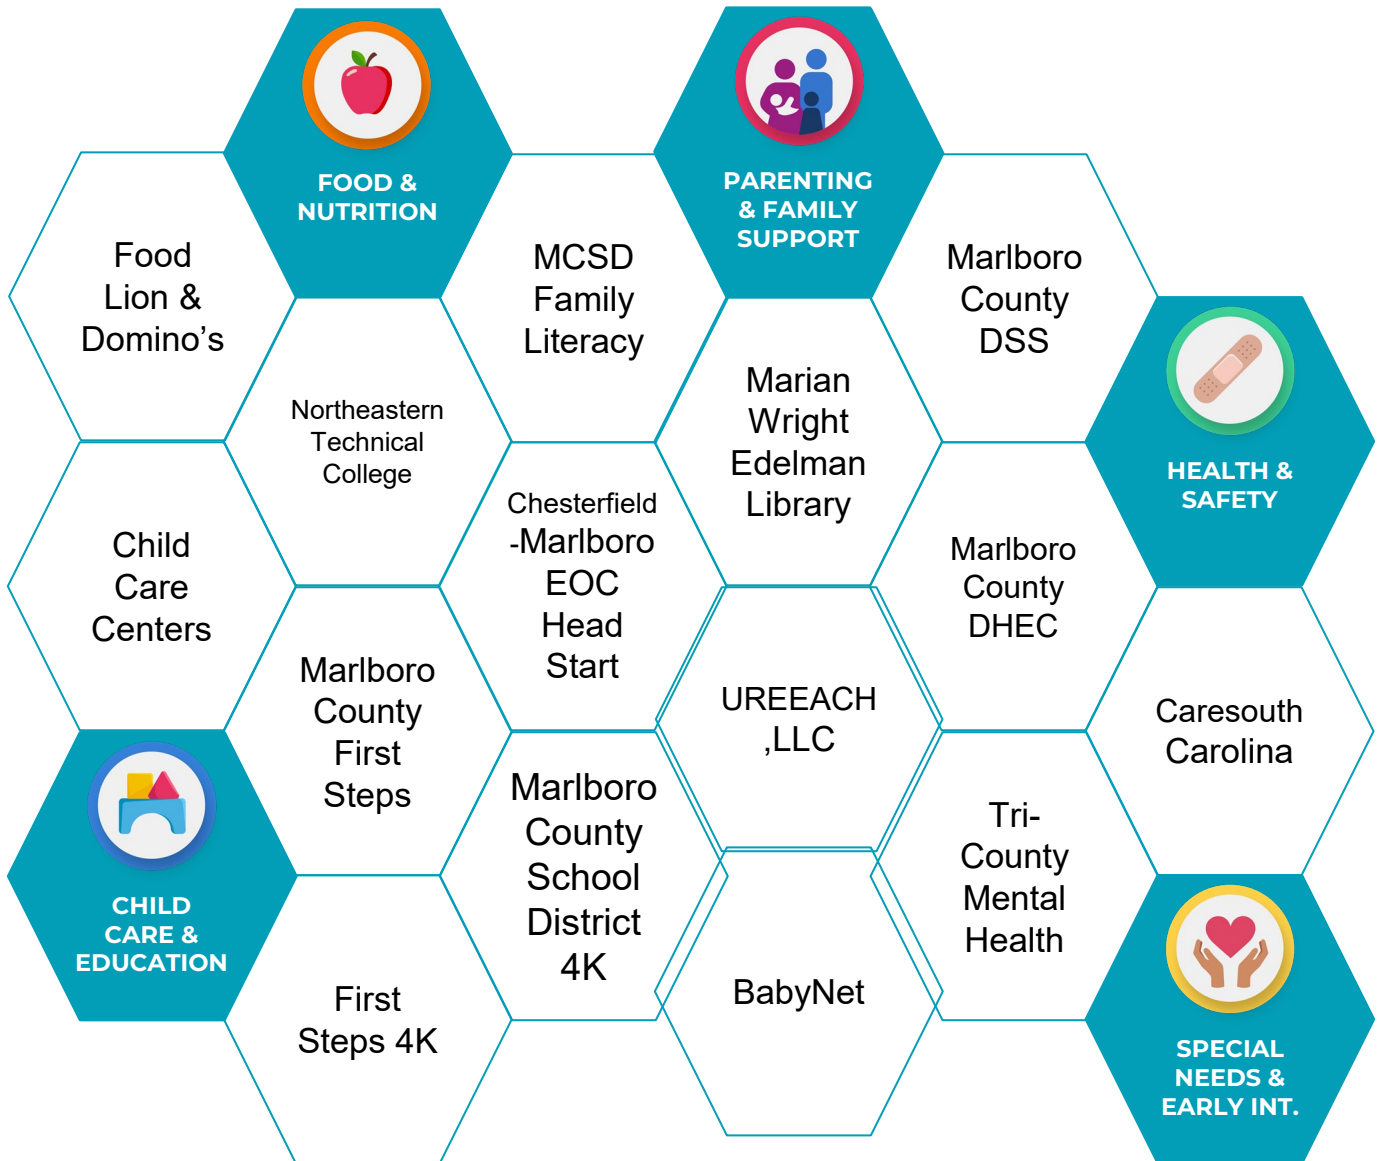 FOOD &
NUTRITION
PARENTING
& FAMILY
SUPPORT
Food
Lion &
Domino’s
MCSD
Family
Literacy
Marlboro
County
DSS
Northeastern
Technical
College
Marian
Wright
Edelman
Library
HEALTH &
SAFETY
Child
Care
Centers
Chesterfield
-Marlboro
EOC
Head
Start
Marlboro
County
DHEC
Marlboro
County
First
Steps
UREEACH
,LLC
Caresouth
Carolina
CHILD
CARE &
EDUCATION
Marlboro
County
School
District
4K
Tri-
County
Mental
Health
First
Steps 4K
BabyNet
SPECIAL
NEEDS &
EARLY INT.